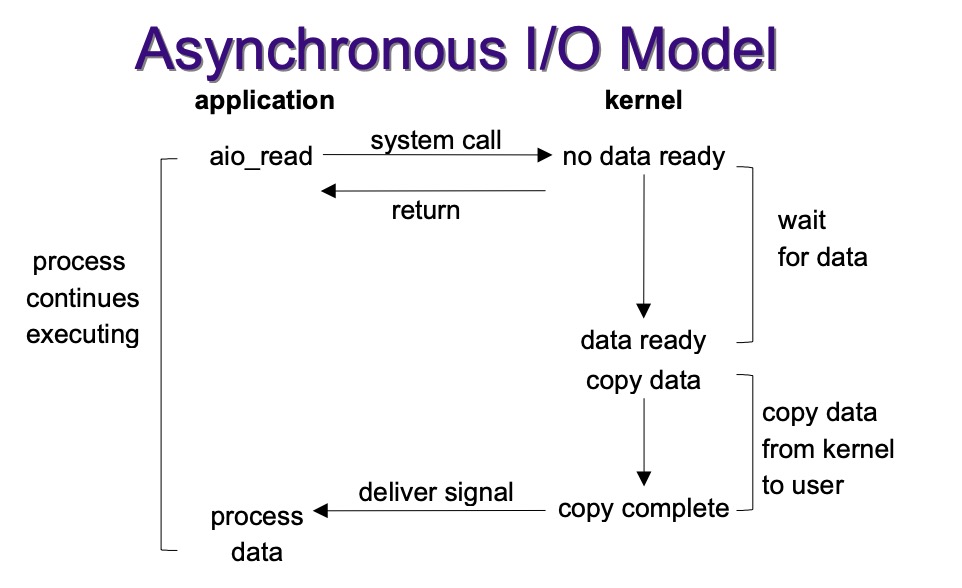 Asynchronous I/O Model
application
kernel
aio_read
system call
no data ready
return
wait
for data
process
continues
executing
data ready
copy data
copy data
from kernel
to user
deliver signal
copy complete
process
data